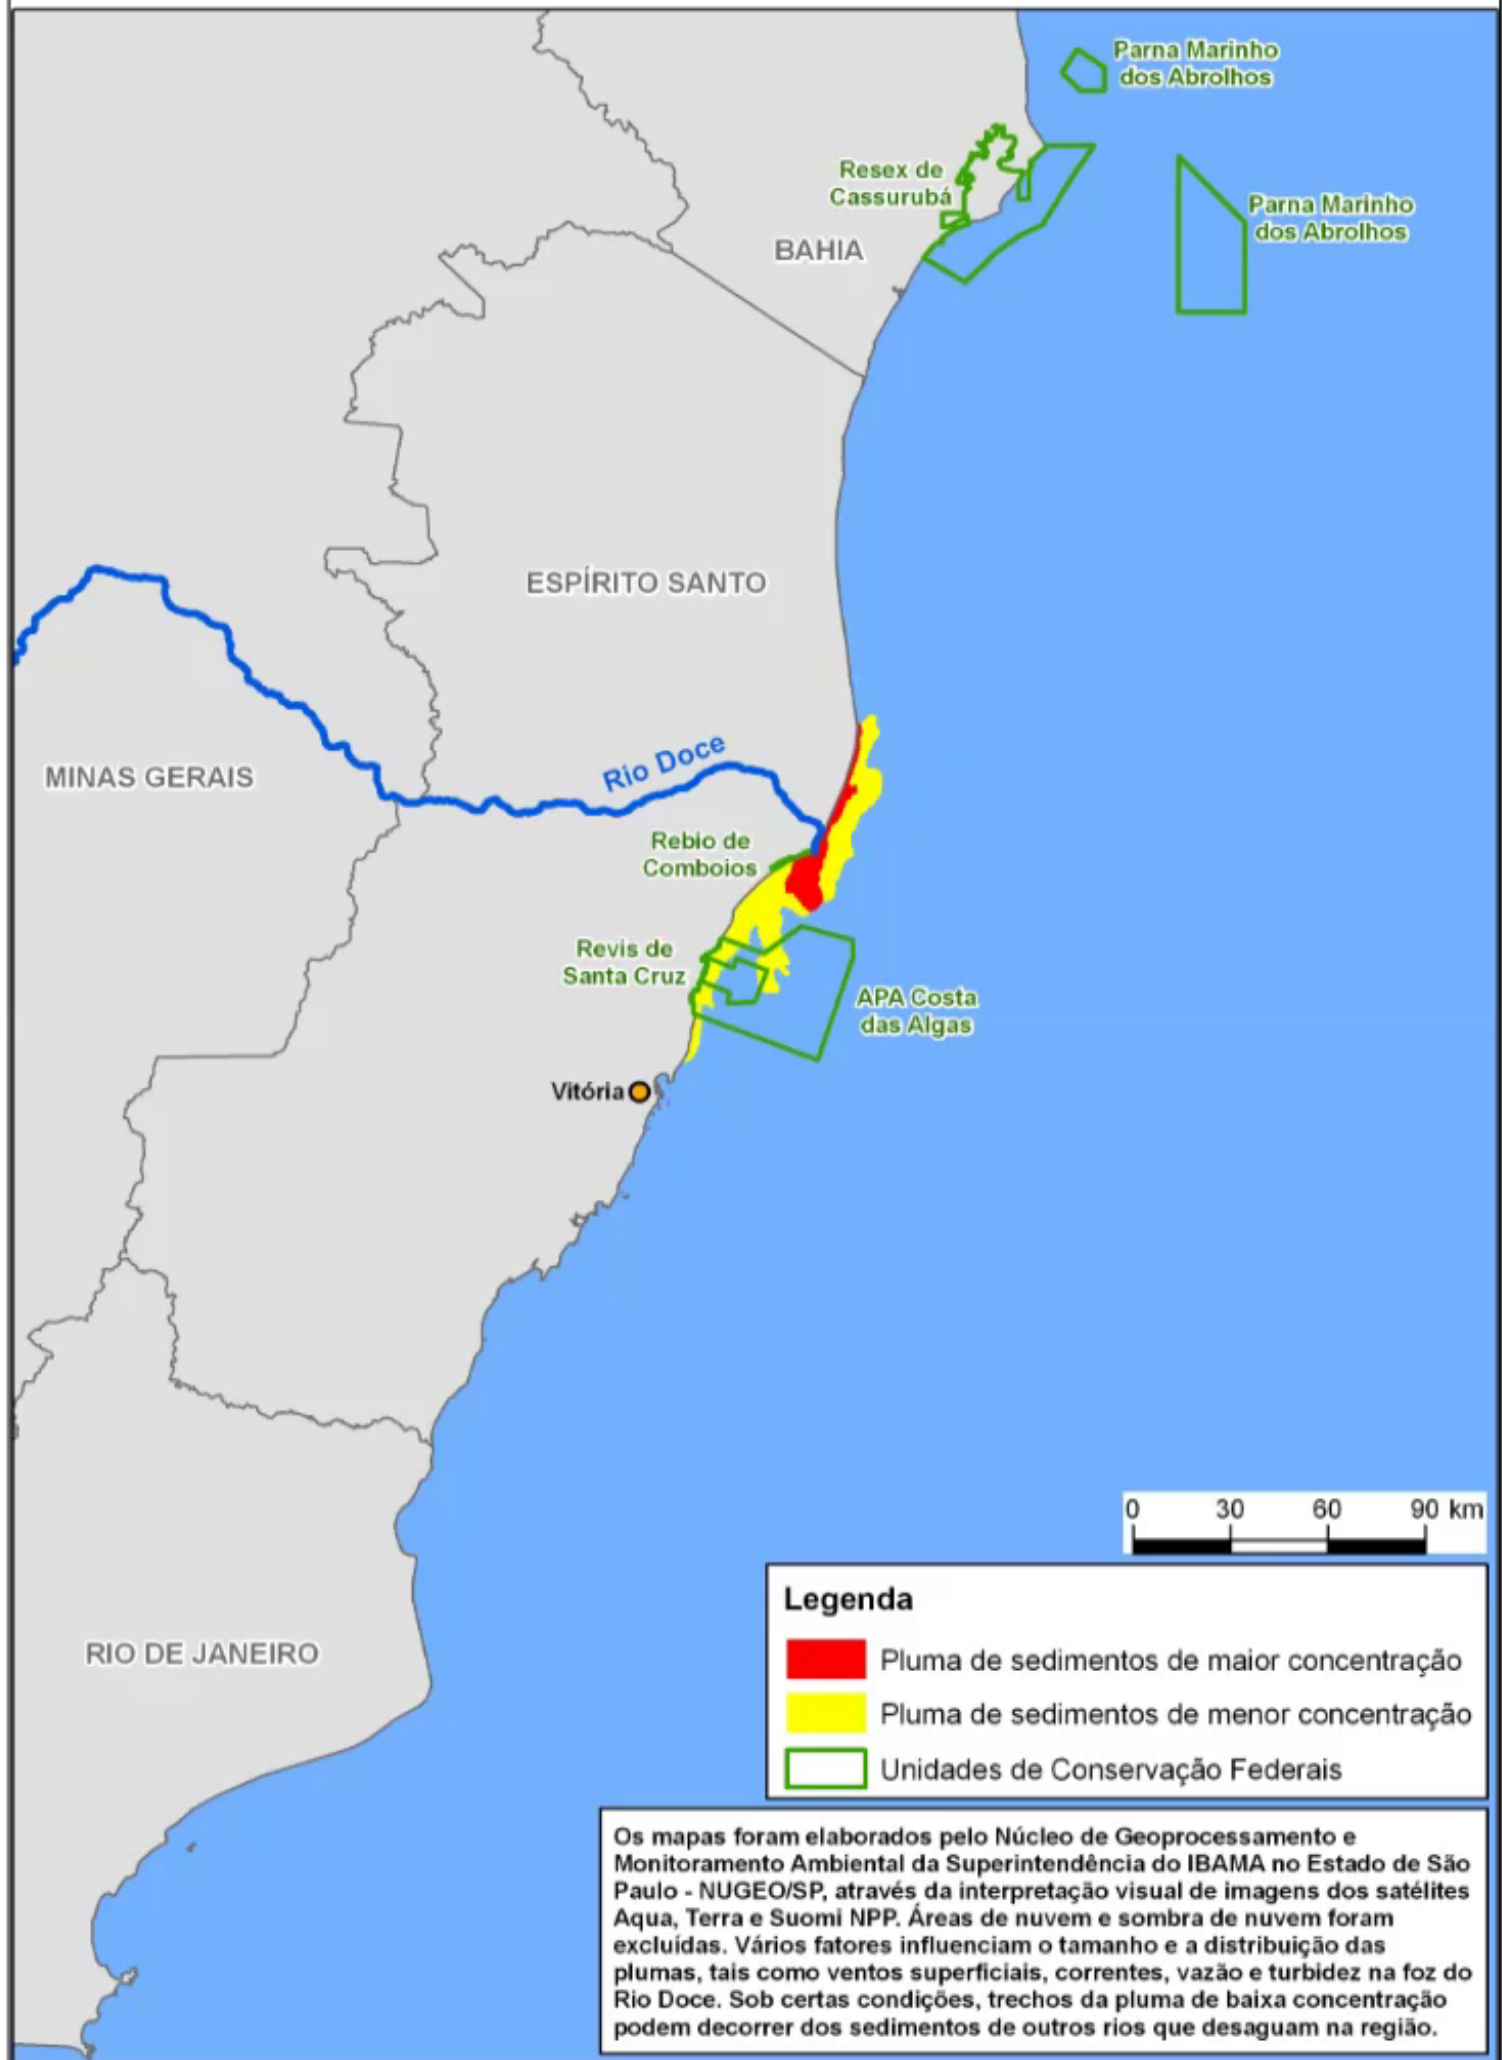 Parna Marinho
dos Abrolhos
Resex de
Cassurubá
Parna Marinho
dos Abrolhos
BAHIA
ESPÍRITO SANTO
MINAS GERAIS
Rio Doce
Rebio de
Comboios
Revis de
Santa Cruz
APA Costa
das Algas
Vitória
RIO DE JANEIRO
0 30 60 90 km
Legenda
Pluma de sedimentos de maior concentração
Pluma de sedimentos de menor concentração
Unidades de Conservação Federais
Os mapas foram elaborados pelo Núcleo de Geoprocessamento e
Monitoramento Ambiental da Superintendência do IBAMA no Estado de São
Paulo - NUGEO/SP, através da interpretação visual de imagens dos satélites
Aqua, Terra e Suomi NPP. Áreas de nuvem e sombra de nuvem foram
excluídas. Vários fatores influenciam o tamanho e a distribuição das
plumas, tais como ventos superficiais, correntes, vazão e turbidez na foz do
Rio Doce. Sob certas condições, trechos da pluma de baixa concentração
podem decorrer dos sedimentos de outros rios que desaguam na região.